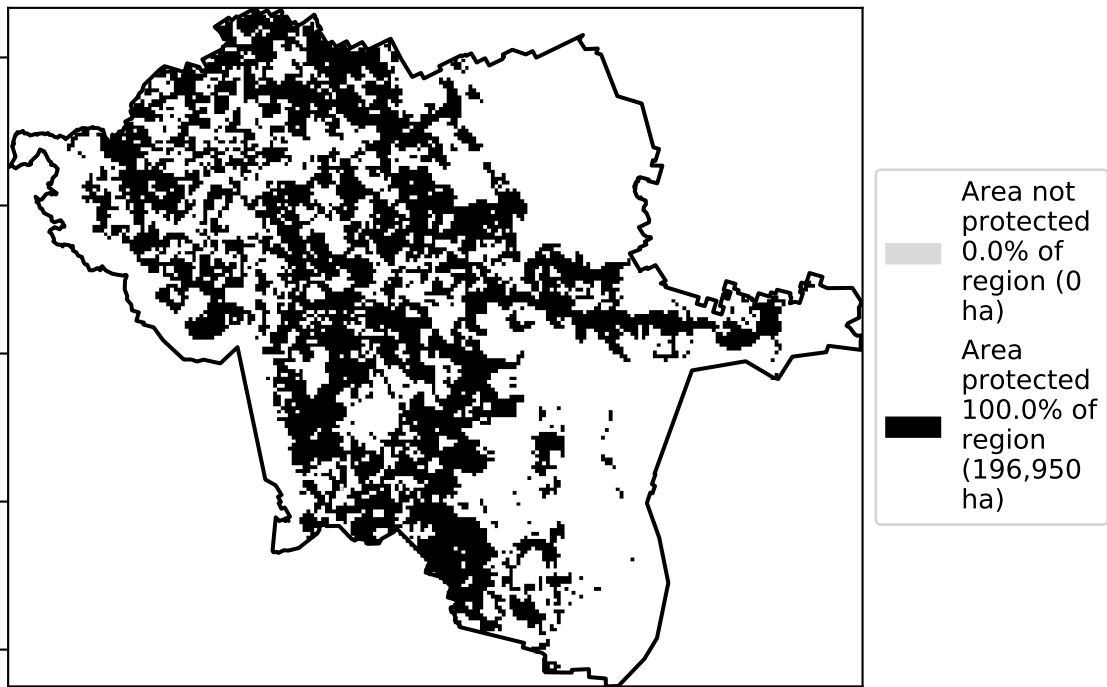 Area not
protected
0.0% of
region (0
ha)
Area
protected
100.0% of
region
(196,950
ha)